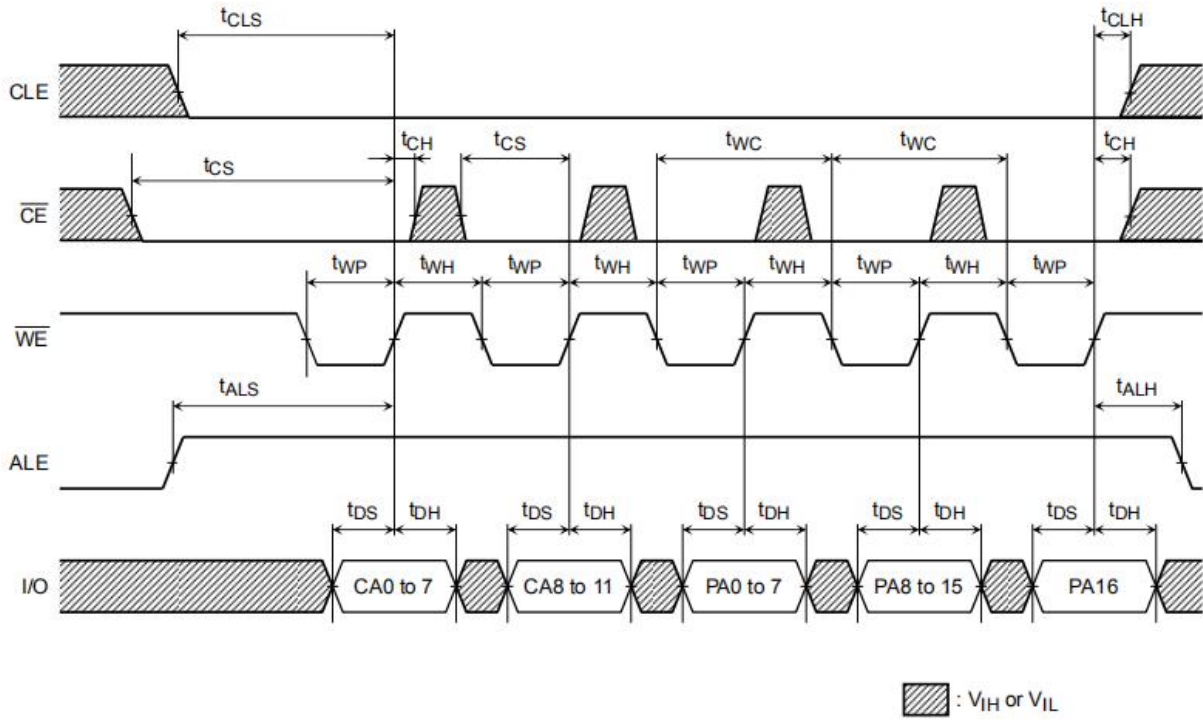 tCLS tCLH
CLE
tCH tCS tWC tWC tCH
tCS
CE
tWP tWH tWP tWH tWP tWH tWP tWH tWP
WE
tALS tALH
ALE
tDS tDH tDS tDH tDS tDH tDS tDH tDS tDH
I/O CA0 to 7 CA8 to 11 PA0 to 7 PA8 to 15 PA16
: VIH or VIL